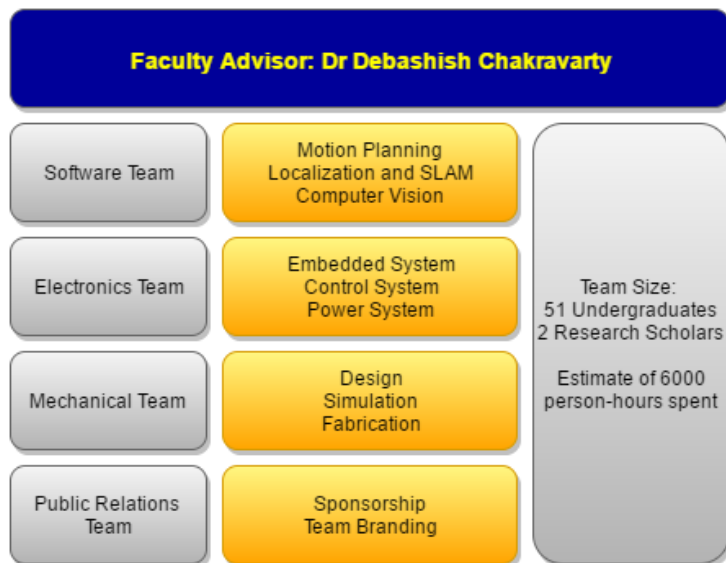 Faculty Advisor: Dr Debashish Chakravarty
Software Team
Motion Planning
Localization and SLAM
Computer Vision
Electronics Team
Embedded System
Control System
Power System
Mechanical Team
Design
Simulation
Fabrication
Public Relations
Team
Sponsorship
Team Branding
Team Size:
51 Undergraduates
2 Research Scholars
Estimate of 6000
person-hours spent